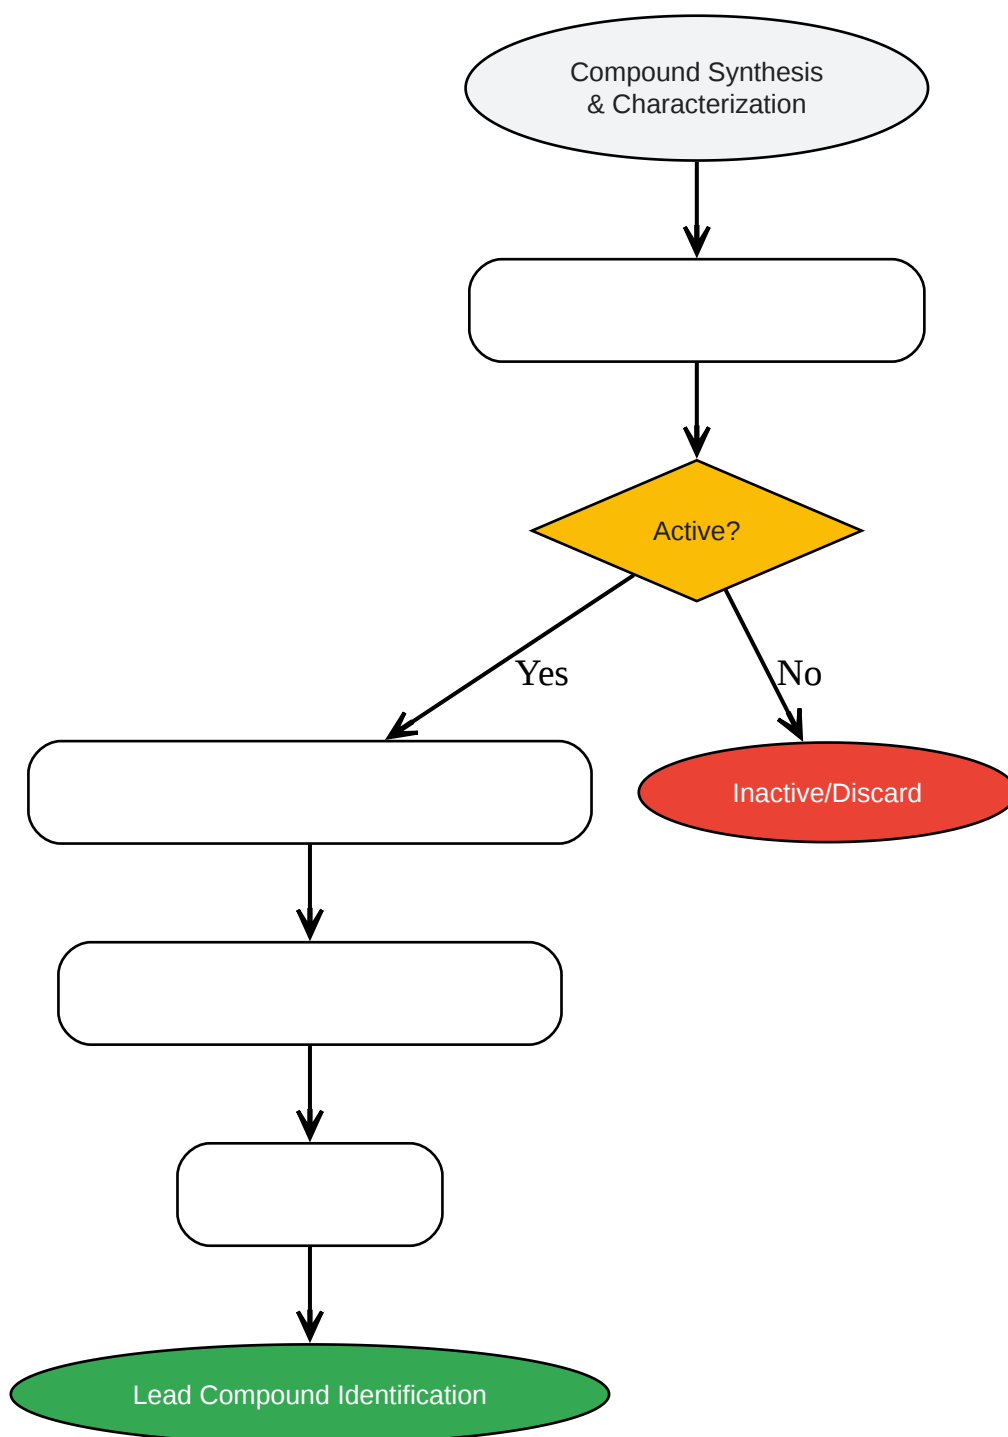 Compound Synthesis
& Characterization
Active?
Yes
No
Inactive/Discard
Lead Compound Identification